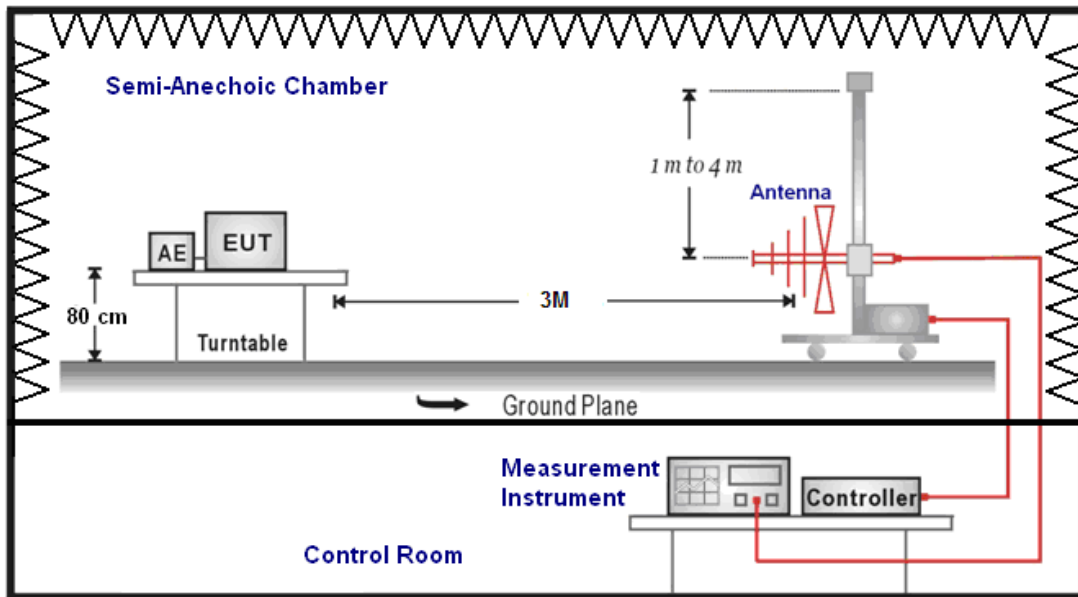 Semi-Anechoic Chamber
1 m to 4 m
Antenna
AE
EUT
3M
80 cm
Turntable
Ground Plane
Measurement
Instrument
Controller
Control Room